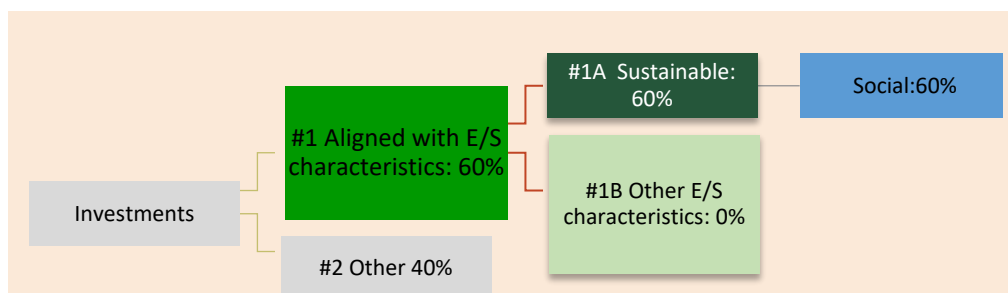 Investments
#1 Aligned with E/S
characteristics: 60%
#2 Other 40%
#1A  Sustainable:
60%
#1B Other E/S
characteristics: 0%
Social:60%